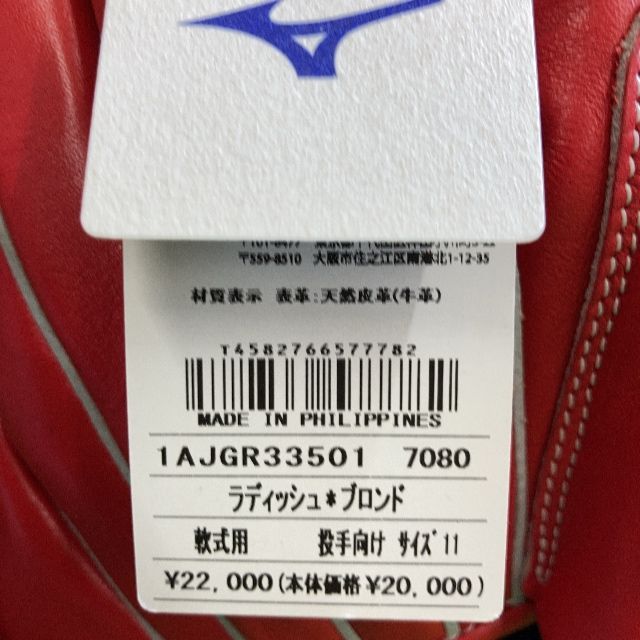 〒559-8510 大阪市住之江区南港北1-12-35
材質表示 表革:天然皮革(牛革)
T4582766577782
MADE IN PHILIPPINES
1AJGR33501 7080
ラディッシュ*ブロンド
軟式用 投手向け サイズ11
¥22,000(本体価格¥20,000)